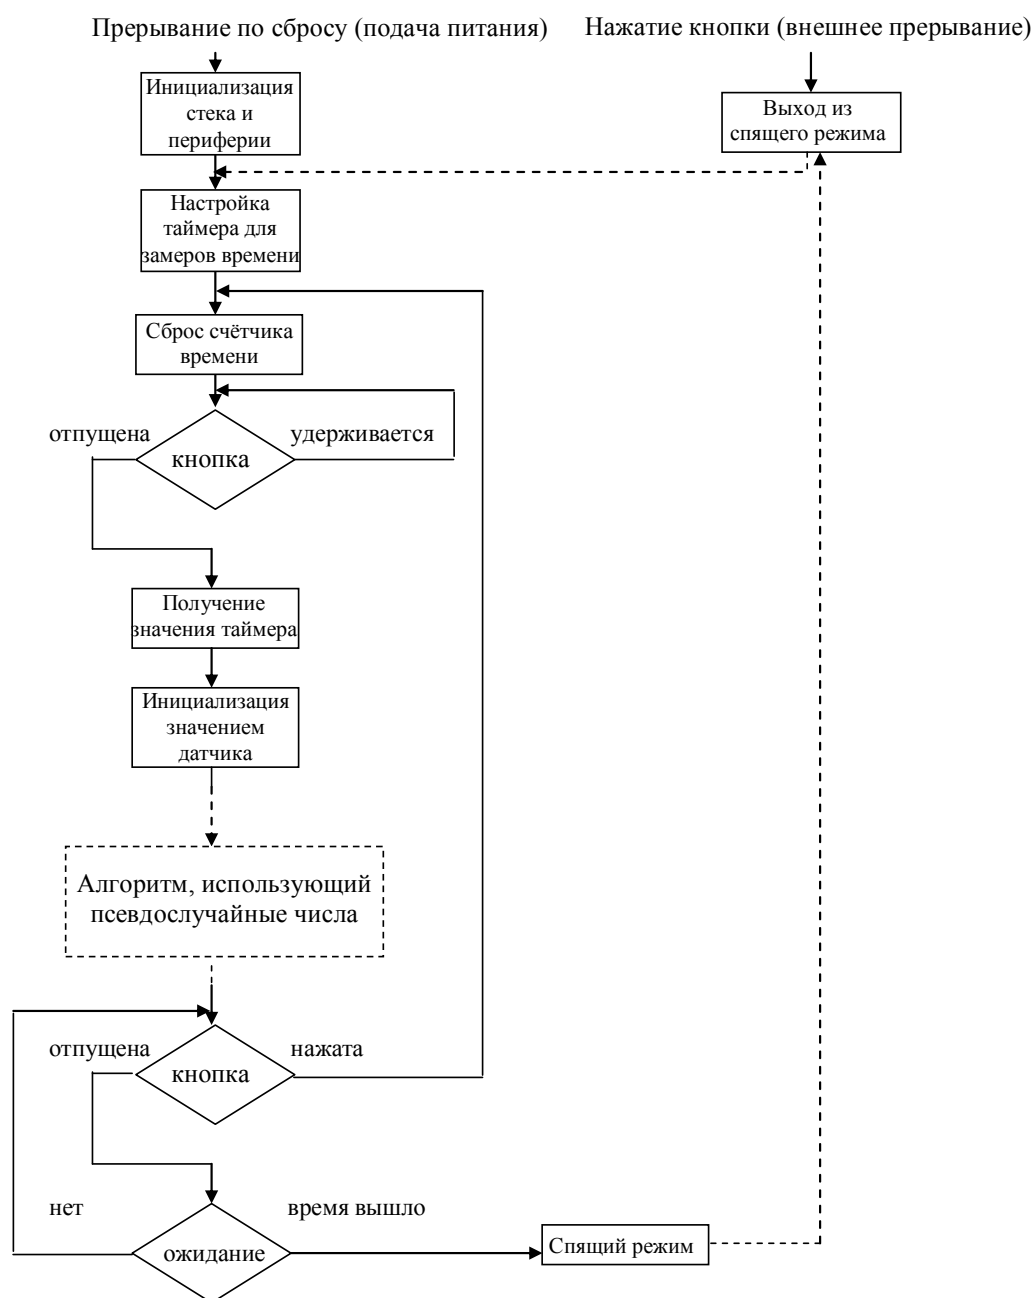 Прерывание по сбросу (подача питания)
Нажатие кнопки (внешнее прерывание)
Инициализация
стека и
периферии
Выход из
спящего режима
Настройка
таймера для
замеров времени
Сброс счётчика
времени
отпущена
удерживается
кнопка
Получение
значения таймера
Инициализация
значением
датчика
Алгоритм, использующий
псевдослучайные числа
отпущена
нажата
кнопка
нет
время вышло
ожидание
Спящий режим